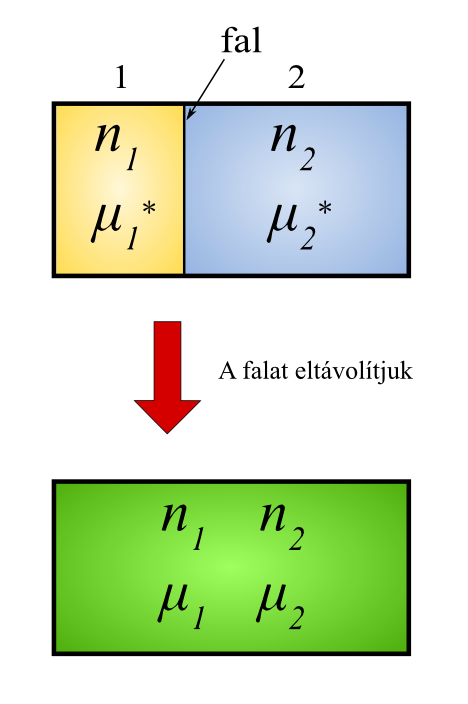 fal
1 2
n1 n2
μ1* μ2*
A falat eltávolítjuk
n1 n2
μ1 μ2